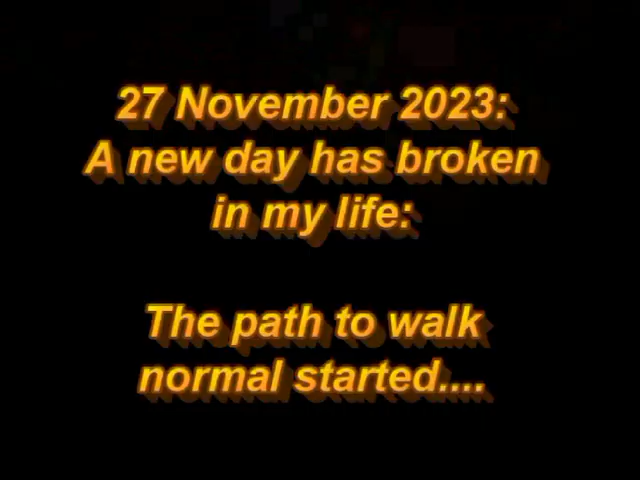 27 November 2023:
A new day has broken
in my life:
The path to walk
normal started....